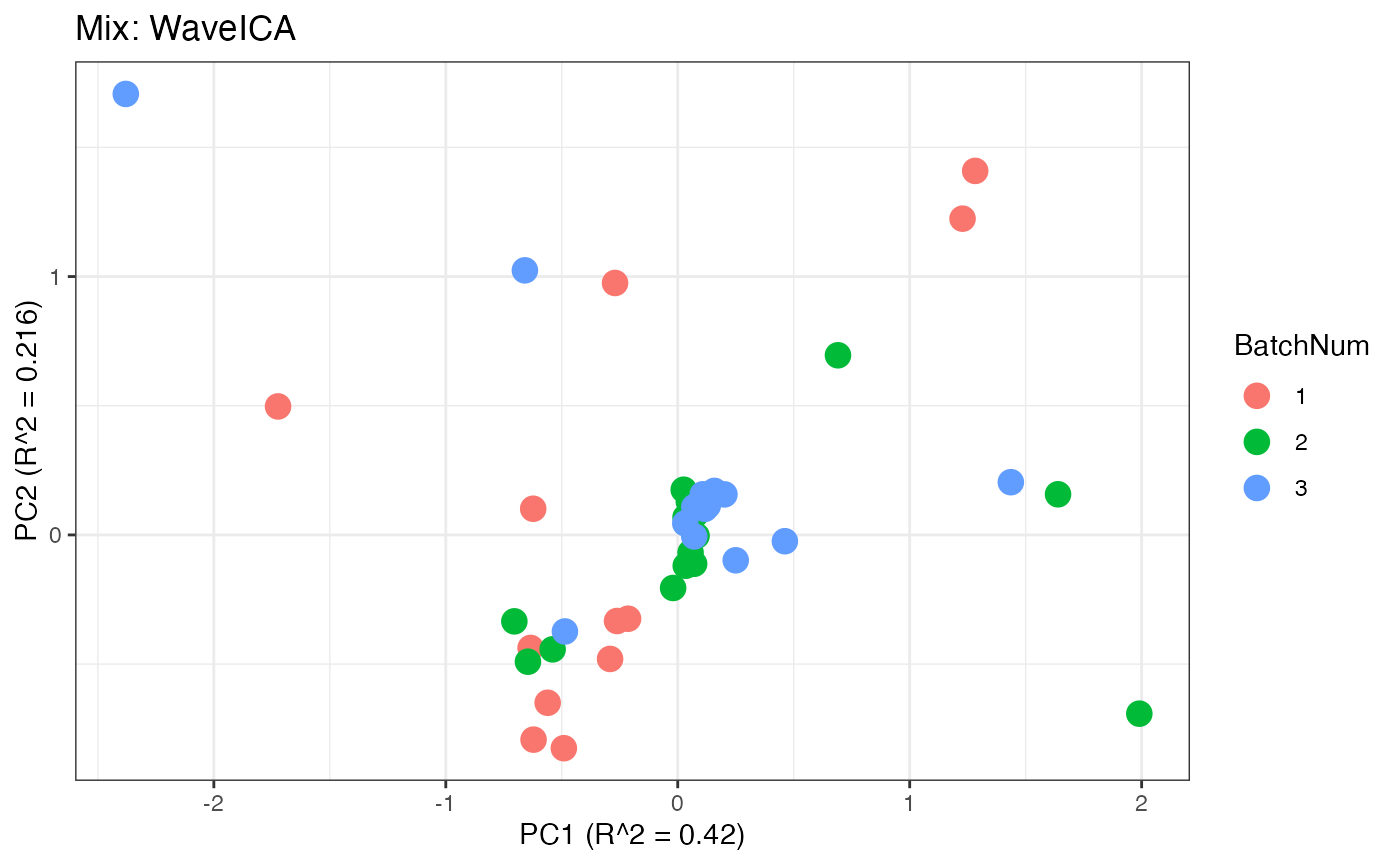 Mix: WaveICA
PC2 (R^2 = 0.216)
1
0
-2
-1
0
1
2
PC1 (R^2 = 0.42)
BatchNum
1
2
3